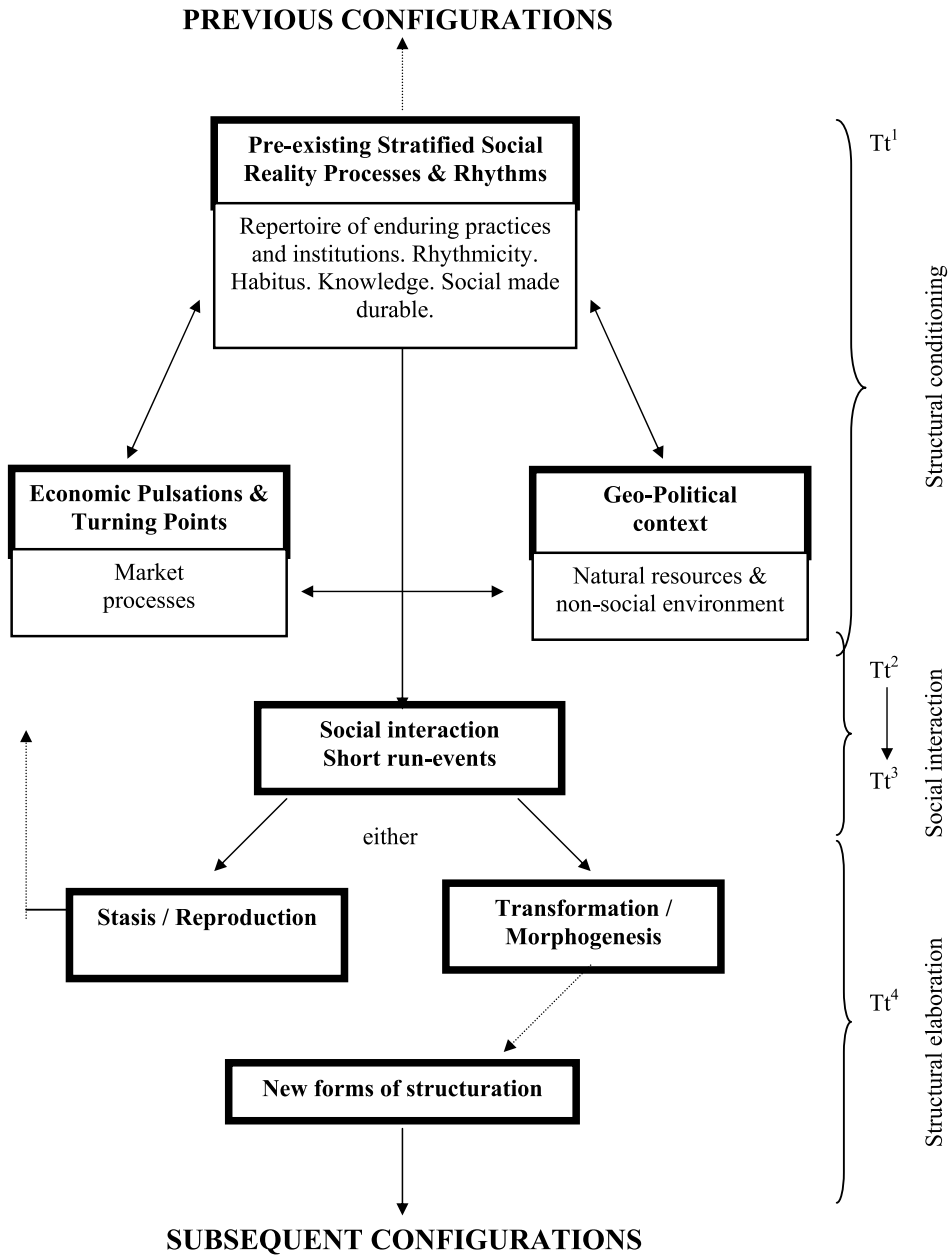 PREVIOUS CONFIGURATIONS
Pre-existing Stratified Social
Reality Processes & Rhythms
Repertoire of enduring practices
and institutions. Rhythmicity.
Habitus. Knowledge. Social made
durable.
Tt¹
Structural conditioning
Economic Pulsations &
Turning Points
Market
processes
Geo-Political
context
Natural resources &
non-social environment
Social interaction
Short run-events
Tt²
Tt³
Social interaction
either
Stasis / Reproduction
Transformation /
Morphogenesis
Tt⁴
Structural elaboration
New forms of structuration
SUBSEQUENT CONFIGURATIONS